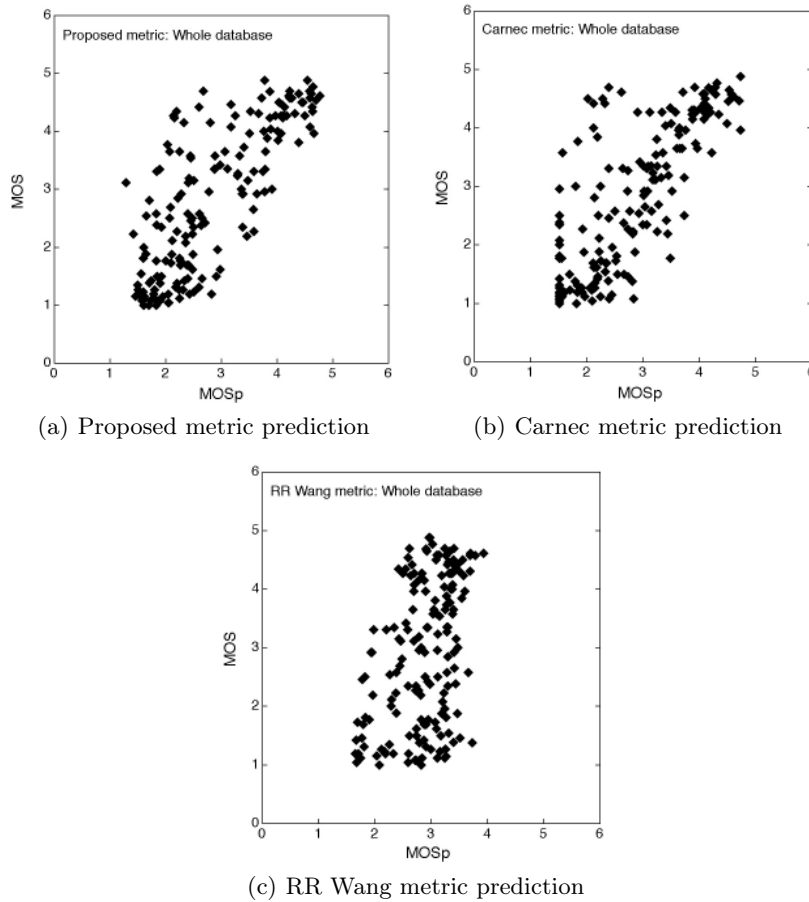 Proposed metric: Whole database
6
5
4
3
2
1
0
MOS
0 1 2 3 4 5 6
MOSp
(a) Proposed metric prediction
Carnec metric: Whole database
6
5
4
3
2
1
0
MOS
0 1 2 3 4 5 6
MOSp
(b) Carnec metric prediction
RR Wang metric: Whole database
6
5
4
3
2
1
0
MOS
0 1 2 3 4 5 6
MOSp
(c) RR Wang metric prediction